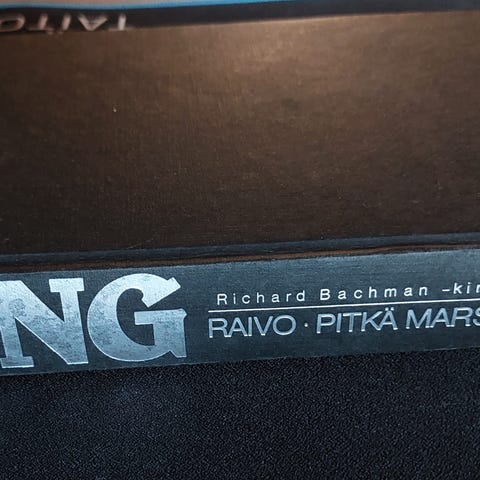 NG
Richard Bachman –kir
RAIVO · PITKÄ MARS